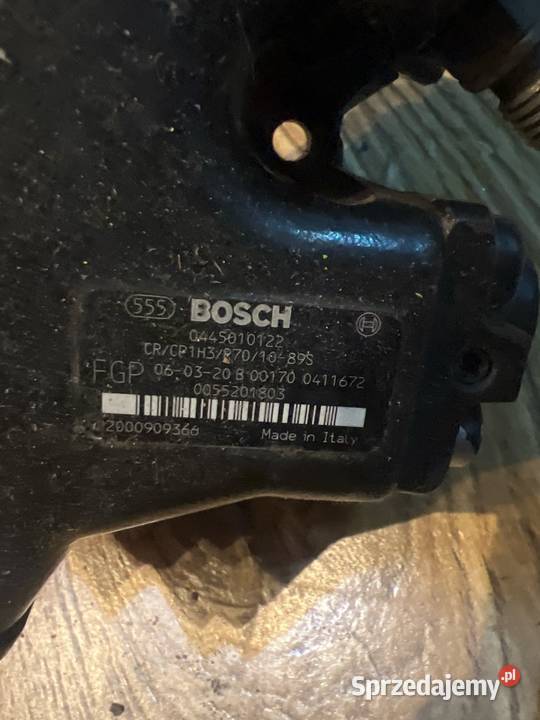 555 BOSCH
0445010122
CR/CP1H3/R70/10-89S
FGP 06-03-20 B 00170 0411672
0055201803
2000909366 Made in Italy
Sprzedajemy.pl